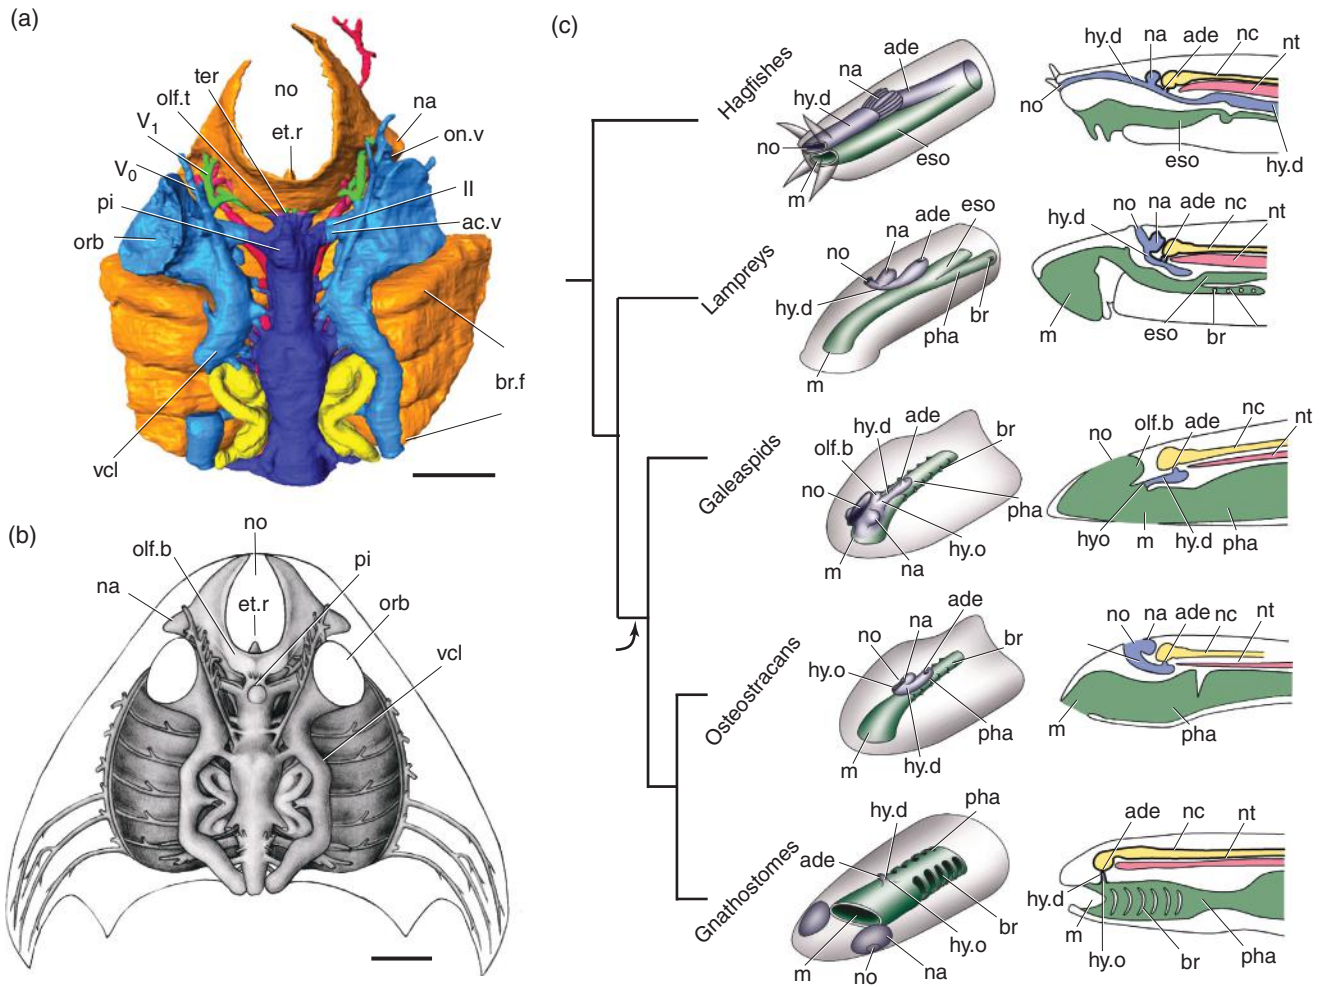 (a)
ter
olf.t
V1
V0
pi
orb
no
et.r
na
on.v
II
ac.v
br.f
vcl
(b)
no
olf.b
pi
na
et.r
orb
vcl
(c)
Hagfishes
ade
na
hy.d
no
m
eso
hy.d
na
ade
nc
nt
no
eso
hy.d
Lampreys
eso
ade
na
no
hy.d
pha
br
m
no
na
ade
nc
nt
hy.d
m
eso
br
Galeaspids
ade
hy.d
olf.b
br
no
pha
hy.o
m
na
no
olf.b
ade
nc
nt
hyo
m
hy.d
pha
Osteostracans
ade
na
no
br
hy.o
pha
hy.d
m
no
na
ade
nc
nt
m
pha
Gnathostomes
pha
hy.d
ade
br
hy.o
m
no
na
ade
nc
nt
hy.d
m
hy.o
br
pha